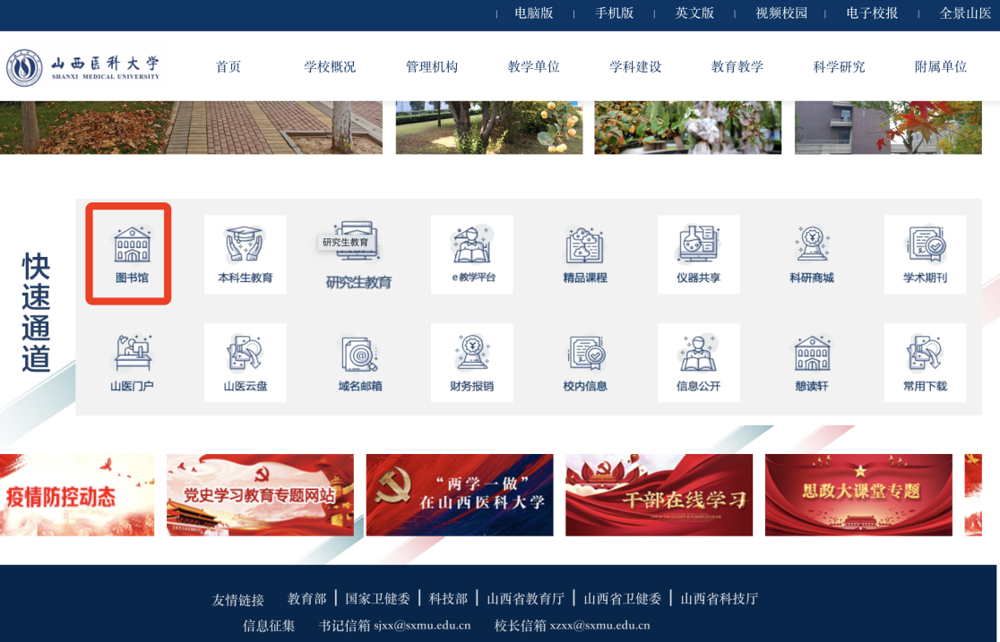 电脑版 手机版 英文版 视频校园 电子校报 全景山医
山西医科大学 首页 学校概况 管理机构 教学单位 学科建设 教育教学 科学研究 附属单位
SHANXI MEDICAL UNIVERSITY
快速通道
研究生教育
图书馆 本科生教育 研究生教育 e教学平台 精品课程 仪器共享 科研商城 学术期刊
山医门户 山医云盘 域名邮箱 财务报销 校内信息 信息公开 憩读轩 常用下载
疫情防控动态
党史学习教育专题网站
“两学一做”
在山西医科大学
干部在线学习
思政大课堂专题
友情链接 教育部 国家卫健委 科技部 山西省教育厅 山西省卫健委 山西省科技厅
信息征集 书记信箱 sjxx@sxmu.edu.cn 校长信箱 xzxx@sxmu.edu.cn